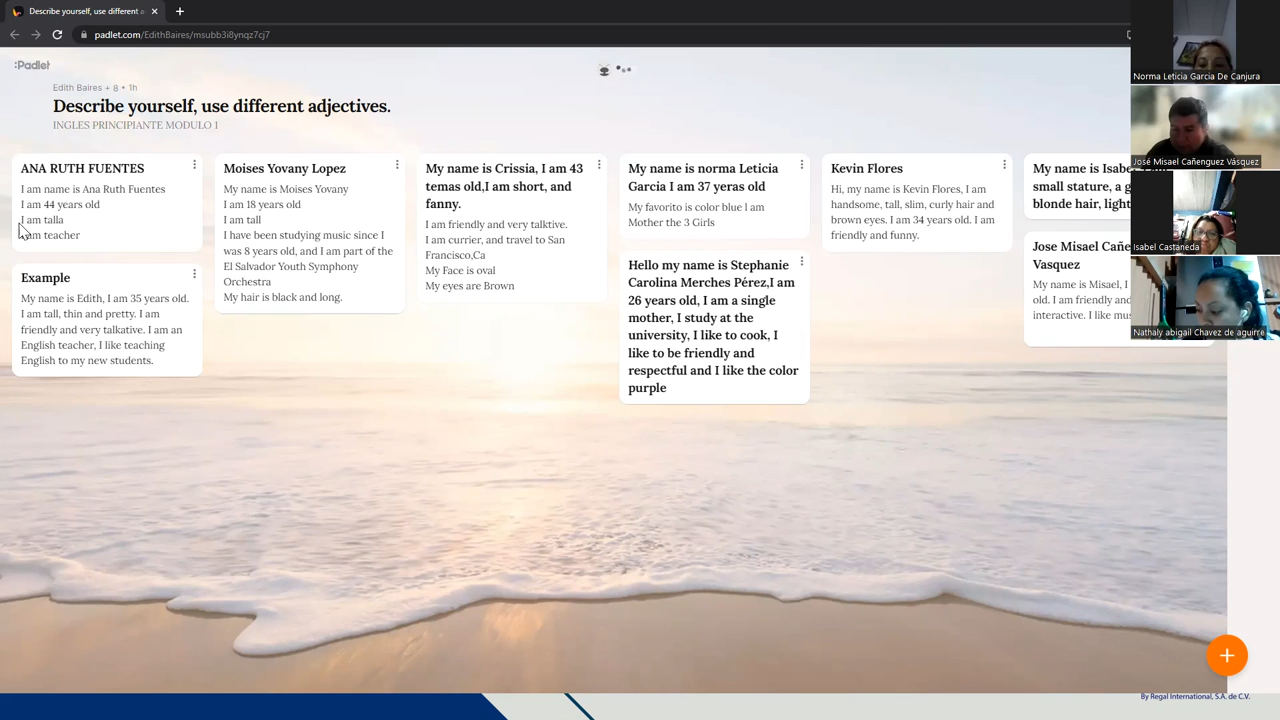 Describe yourself, use different a
padlet.com/EdithBaires/msubb3i8ynqz7cj7
:Padlet
Edith Baires + 8 • 1h
Describe yourself, use different adjectives.
INGLES PRINCIPIANTE MODULO 1
ANA RUTH FUENTES
I am name is Ana Ruth Fuentes
I am 44 years old
I am talla
I am teacher
Example
My name is Edith, I am 35 years old.
I am tall, thin and pretty. I am
friendly and very talkative. I am an
English teacher, I like teaching
English to my new students.
Moises Yovany Lopez
My name is Moises Yovany
I am 18 years old
I am tall
I have been studying music since I
was 8 years old, and I am part of the
El Salvador Youth Symphony
Orchestra
My hair is black and long.
My name is Crissia, I am 43
temas old,I am short, and
fanny.
I am friendly and very talktive.
I am currier, and travel to San
Francisco,Ca
My Face is oval
My eyes are Brown
My name is norma Leticia
Garcia I am 37 yeras old
My favorito is color blue l am
Mother the 3 Girls
Hello my name is Stephanie
Carolina Merches Pérez,I am
26 years old, I am a single
mother, I study at the
university, I like to cook, I
like to be friendly and
respectful and I like the color
purple
Kevin Flores
Hi, my name is Kevin Flores, I am
handsome, tall, slim, curly hair and
brown eyes. I am 34 years old. I am
friendly and funny.
My name is Isabe
small stature, a g
blonde hair, light
Jose Misael Cañe
Vasquez
My name is Misael, I
old. I am friendly and
interactive. I like mus
Norma Leticia Garcia De Canjura
José Misael Cañenguez Vásquez
Isabel Castaneda
Nathaly abigail Chavez de aguirre
By Regal International, S.A. de C.V.